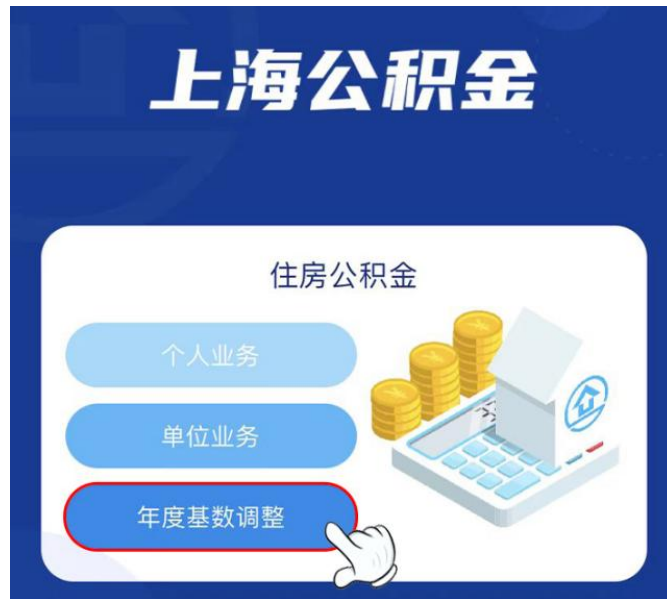 上海公积金
住房公积金
个人业务
单位业务
年度基数调整